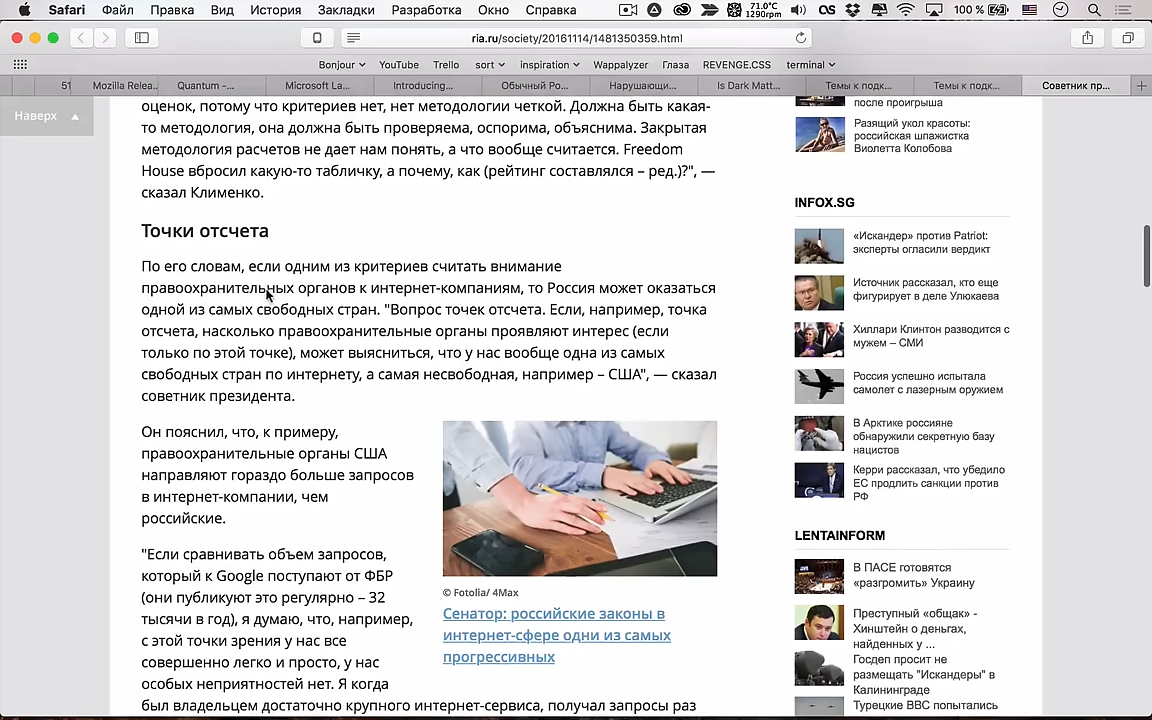 Safari Файл Правка Вид История Закладки Разработка Окно Справка 71.0°C 1290rpm 100 %
ria.ru/society/20161114/1481350359.html
Bonjour YouTube Trello sort inspiration Wappalyzer Глаза REVENGE.CSS terminal
51 Mozilla Relea... Quantum -... Microsoft La... Introducing... Обычный Po... Нарушающи... Is Dark Matt... Темы к подк... Темы к подк... Советник пр...
Наверх
оценок, потому что критериев нет, нет методологии четкой. Должна быть какая-
то методология, она должна быть проверяема, оспорима, объяснима. Закрытая
методология расчетов не дает нам понять, а что вообще считается. Freedom
House вбросил какую-то табличку, а почему, как (рейтинг составлялся – ред.)?", —
сказал Клименко.
Точки отсчета
По его словам, если одним из критериев считать внимание
правоохранительных органов к интернет-компаниям, то Россия может оказаться
одной из самых свободных стран. "Вопрос точек отсчета. Если, например, точка
отсчета, насколько правоохранительные органы проявляют интерес (если
только по этой точке), может выясниться, что у нас вообще одна из самых
свободных стран по интернету, а самая несвободная, например – США", — сказал
советник президента.
Он пояснил, что, к примеру,
правоохранительные органы США
направляют гораздо больше запросов
в интернет-компании, чем
российские.
"Если сравнивать объем запросов,
который к Google поступают от ФБР
(они публикуют это регулярно – 32
тысячи в год), я думаю, что, например,
с этой точки зрения у нас все
совершенно легко и просто, у нас
особых неприятностей нет. Я когда
был владельцем достаточно крупного интернет-сервиса, получал запросы раз
© Fotolia/ 4Max
Сенатор: российские законы в
интернет-сфере одни из самых
прогрессивных
после проигрыша
Разящий укол красоты:
российская шпажистка
Виолетта Колобова
INFOX.SG
«Искандер» против Patriot:
эксперты огласили вердикт
Источник рассказал, кто еще
фигурирует в деле Улюкаева
Хиллари Клинтон разводится с
мужем – СМИ
Россия успешно испытала
самолет с лазерным оружием
В Арктике россияне
обнаружили секретную базу
нацистов
Керри рассказал, что убедило
ЕС продлить санкции против
РФ
LENTAINFORM
В ПАСЕ готовятся
«разгромить» Украину
Преступный «общак» -
Хинштейн о деньгах,
найденных у ...
Госдеп просит не
размещать "Искандеры" в
Калининграде
Турецкие ВВС попытались